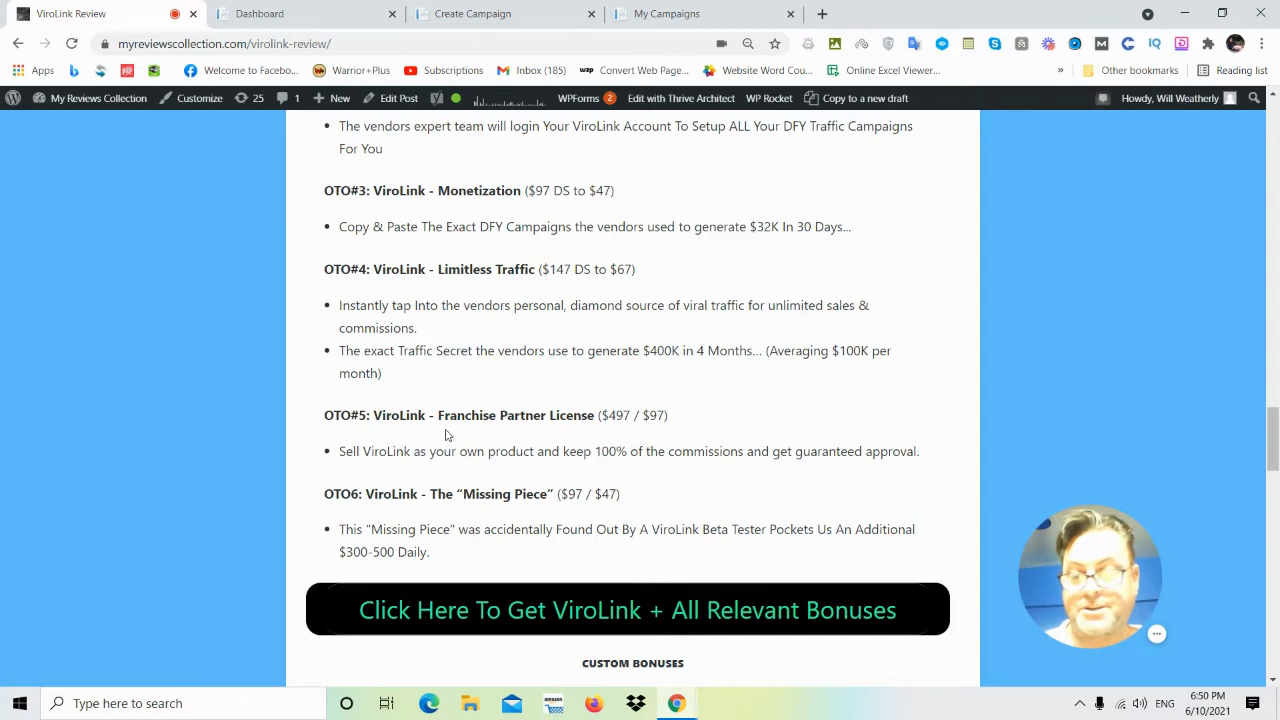 ViroLink Review
Dashboard
Create Campaign
My Campaigns
myreviewscollection.com/virolink-review/
Apps
Welcome to Facebo...
Warrior+Plus
Subscriptions
Inbox (185)
wzp Convert Web Page...
Website Word Cou...
Online Excel Viewer...
»
Other bookmarks
Reading list
My Reviews Collection
Customize
25
1
New
Edit Post
WPForms 2
Edit with Thrive Architect
WP Rocket
Copy to a new draft
Howdy, Will Weatherly
The vendors expert team will login Your ViroLink Account To Setup ALL Your DFY Traffic Campaigns
For You
OTO#3: ViroLink - Monetization ($97 DS to $47)
Copy & Paste The Exact DFY Campaigns the vendors used to generate $32K In 30 Days...
OTO#4: ViroLink - Limitless Traffic ($147 DS to $67)
Instantly tap Into the vendors personal, diamond source of viral traffic for unlimited sales &
commissions.
The exact Traffic Secret the vendors use to generate $400K in 4 Months... (Averaging $100K per
month)
OTO#5: ViroLink - Franchise Partner License ($497 / $97)
Sell ViroLink as your own product and keep 100% of the commissions and get guaranteed approval.
OTO6: ViroLink - The “Missing Piece” ($97 / $47)
This "Missing Piece" was accidentally Found Out By A ViroLink Beta Tester Pockets Us An Additional
$300-500 Daily.
Click Here To Get ViroLink + All Relevant Bonuses
CUSTOM BONUSES
Type here to search
amazon
ENG
6:50 PM
6/10/2021